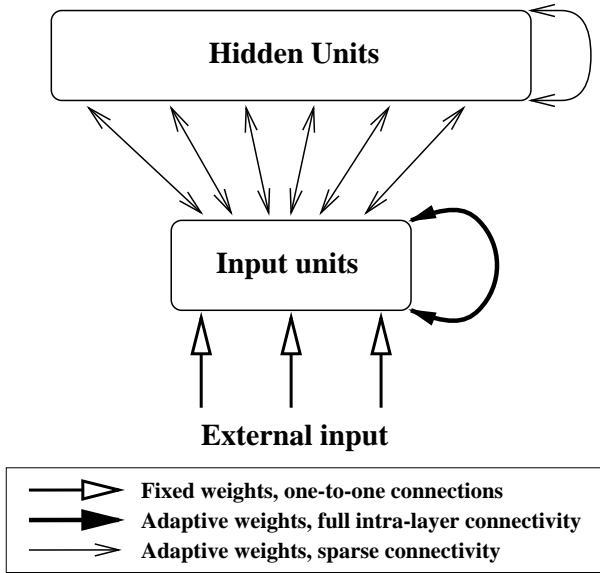 Hidden Units
Input units
External input
Fixed weights, one-to-one connections
Adaptive weights, full intra-layer connectivity
Adaptive weights, sparse connectivity